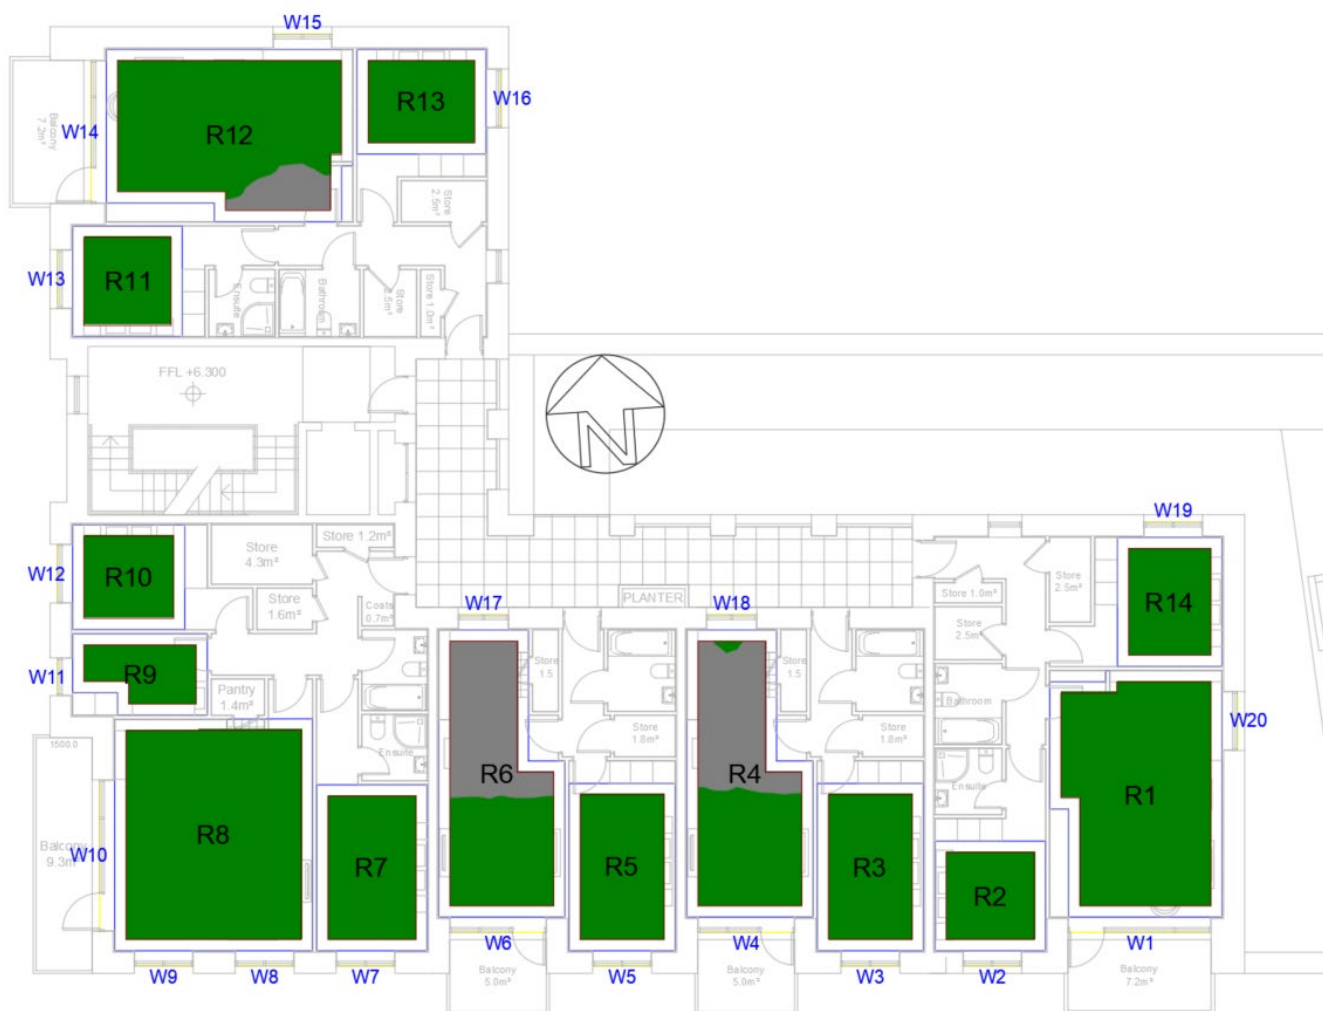 W15
W16
R13
R12
W14
Balcony
7.2m²
Store
2.5m²
W13
R11
Ensuite
Bathroom
Store
Store 1.0m²
FFL +6.300
N
W19
W12
R10
Store
4.3m²
Store 1.2m²
Store
1.6m²
Coats
0.7m²
W17
PLANTER
W18
Store 1.0m²
Store
2.5m²
Store
2.5m²
R14
W11
R9
Pantry
1.4m²
Store
1.5
Store
1.5
Bathroom
W20
1500.0
Ensuite
Store
1.8m²
Store
1.8m²
R6
R4
Ensuite
R1
R8
Balcony
9.3m²
W10
R7
R5
R3
R2
W6
W4
W1
W9
W8
W7
Balcony
5.0m²
W5
Balcony
5.0m²
W3
W2
Balcony
7.2m²